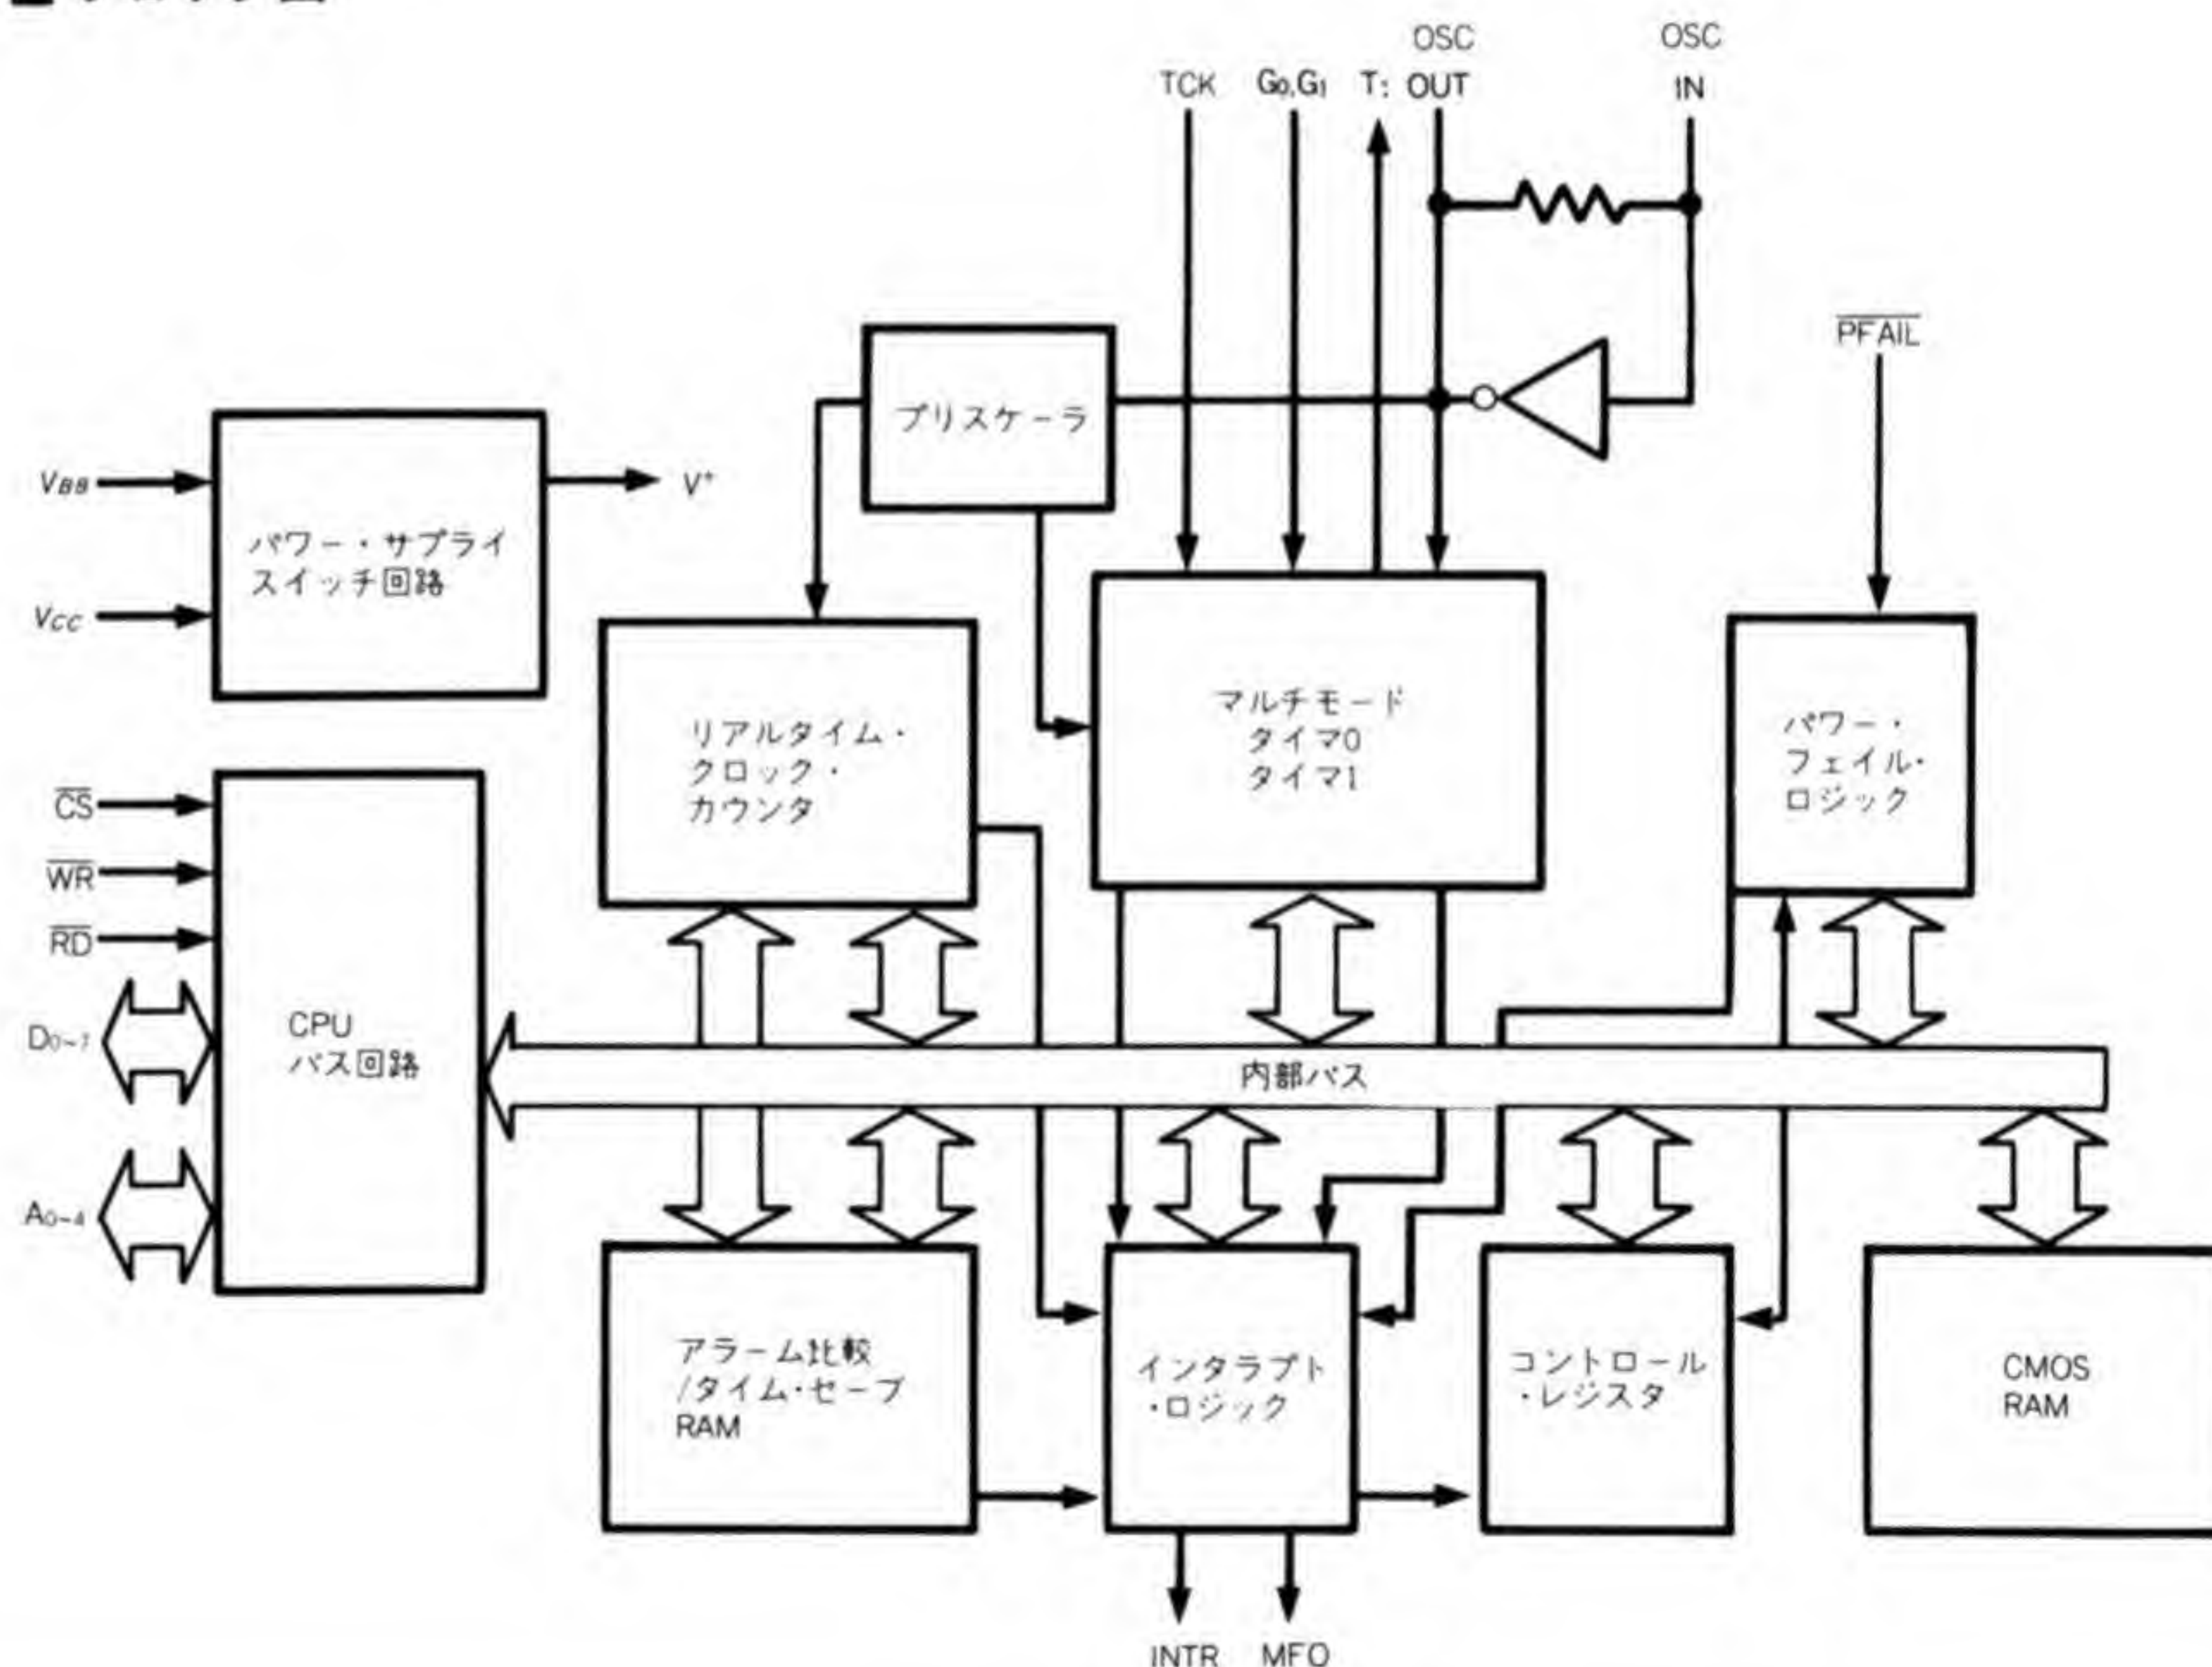 OSC
OSC
TCK
G0,G1
T:
OUT
IN
PFAIL
プリスケーラ
VBB
V+
パワー・サプライ
スイッチ回路
VCC
マルチモード
タイマ0
タイマ1
リアルタイム・
クロック・
カウンタ
パワー・
フェイル・
ロジック
CS
WR
RD
D0~7
CPU
バス回路
内部バス
A0~4
アラーム比較
/タイム・セーブ
RAM
インタラプト
・ロジック
コントロール
・レジスタ
CMOS
RAM
INTR
MFO